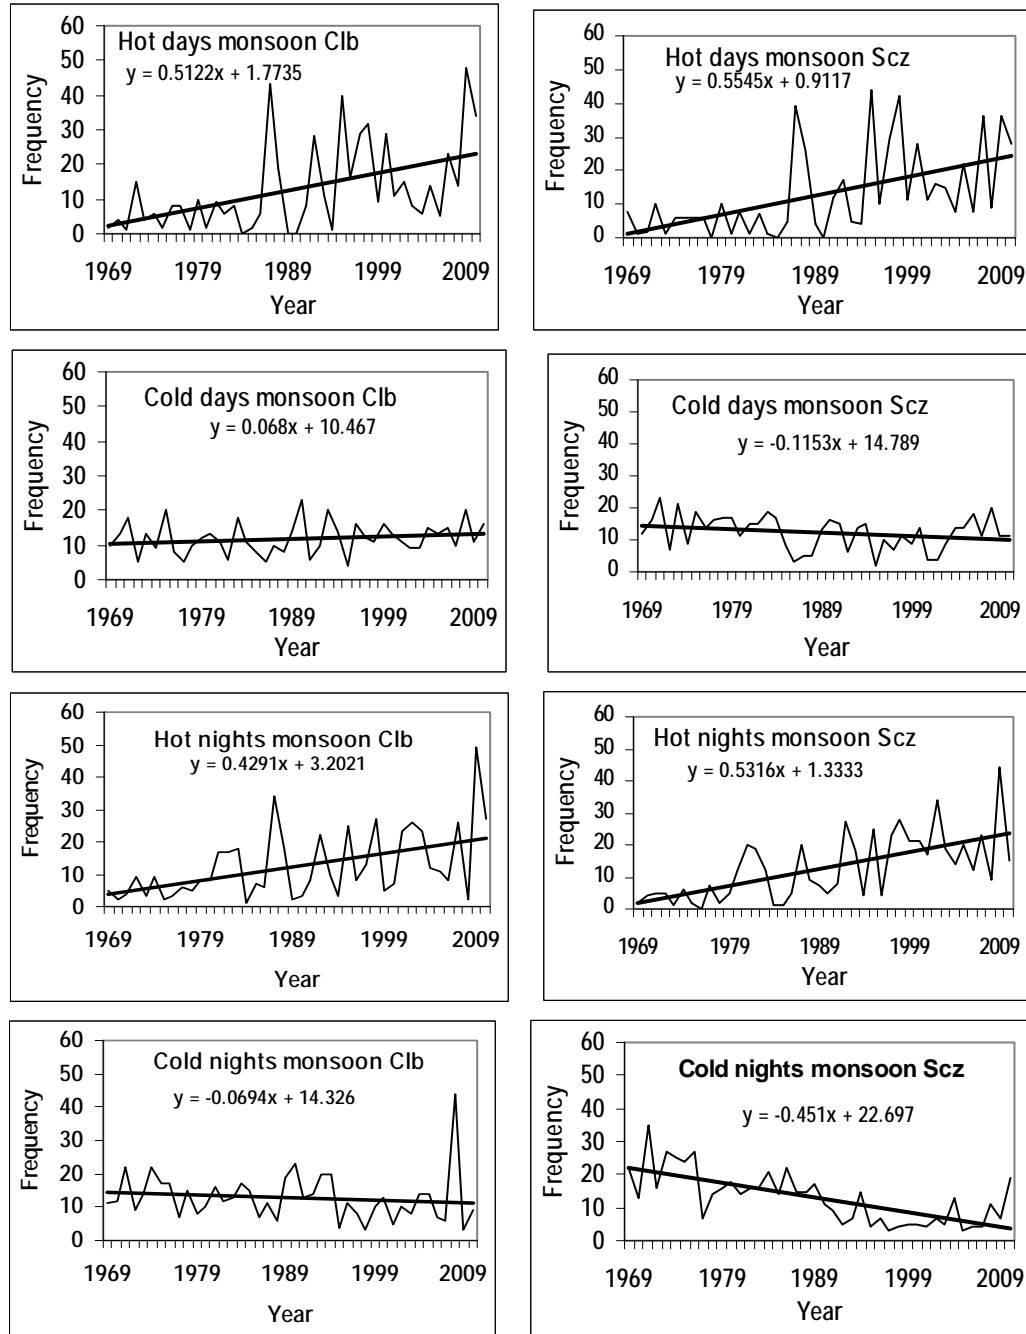 60
50
40
30
20
10
0
Frequency
Hot days monsoon Clb
y = 0.5122x + 1.7735
1969 1979 1989 1999 2009
Year
60
50
40
30
20
10
0
Frequency
Hot days monsoon Scz
y = 0.5545x + 0.9117
1969 1979 1989 1999 2009
Year
60
50
40
30
20
10
0
Frequency
Cold days monsoon Clb
y = 0.068x + 10.467
1969 1979 1989 1999 2009
Year
60
50
40
30
20
10
0
Frequency
Cold days monsoon Scz
y = -0.1153x + 14.789
1969 1979 1989 1999 2009
Year
60
50
40
30
20
10
0
Frequency
Hot nights monsoon Clb
y = 0.4291x + 3.2021
1969 1979 1989 1999 2009
Year
60
50
40
30
20
10
0
Frequency
Hot nights monsoon Scz
y = 0.5316x + 1.3333
1969 1979 1989 1999 2009
Year
60
50
40
30
20
10
0
Frequency
Cold nights monsoon Clb
y = -0.0694x + 14.326
1969 1979 1989 1999 2009
Year
60
50
40
30
20
10
0
Frequency
Cold nights monsoon Scz
y = -0.451x + 22.697
1969 1979 1989 1999 2009
Year